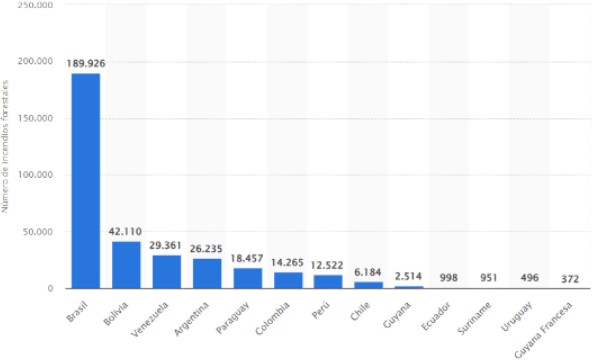 Número de incendios forestales
250.000
200.000
150.000
100.000
50.000
0
189.926
42.110
29.361
26.235
18.457
14.265
12.522
6.184
2.514
998
951
496
372
Brasil
Bolivia
Venezuela
Argentina
Paraguay
Colombia
Perú
Chile
Guyana
Ecuador
Suriname
Uruguay
Guyana Francesa